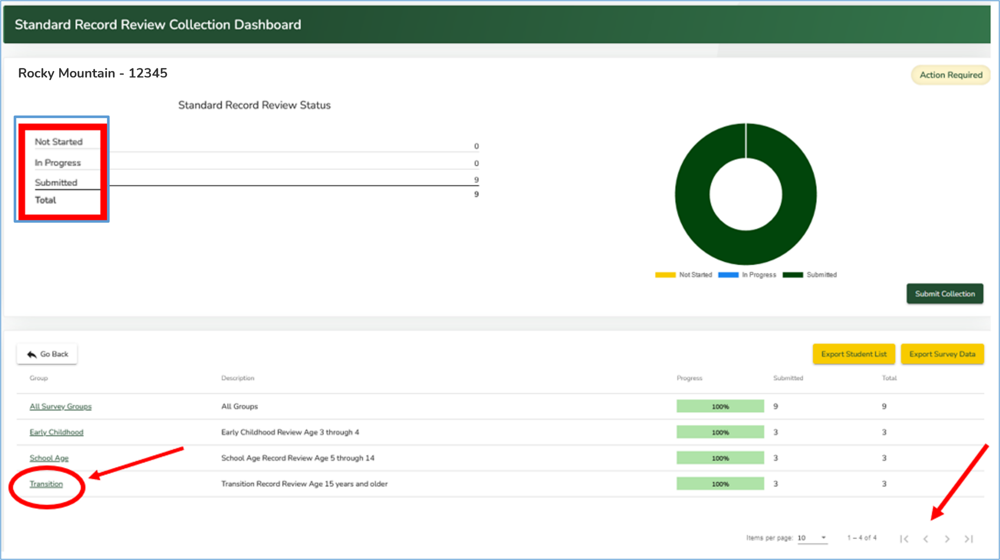 Standard Record Review Collection Dashboard
Rocky Mountain - 12345
Action Required
Standard Record Review Status
Not Started 0
In Progress 0
Submitted 9
Total 9
Not Started In Progress Submitted
Submit Collection
Go Back
Export Student List Export Survey Data
Group Description Progress Submitted Total
All Survey Groups All Groups 100% 9 9
Early Childhood Early Childhood Review Age 3 through 4 100% 3 3
School Age School Age Record Review Age 5 through 14 100% 3 3
Transition Transition Record Review Age 15 years and older 100% 3 3
Items per page: 10 1 – 4 of 4